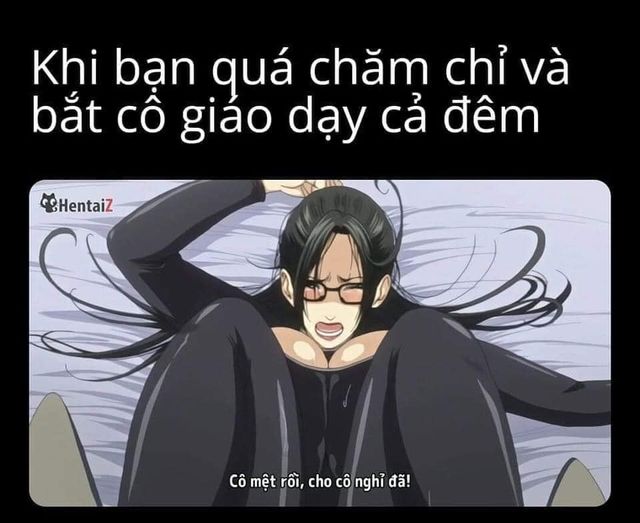 Khi bạn quá chăm chỉ và
bắt cô giáo dạy cả đêm
HentaiZ
Cô mệt rồi, cho cô nghỉ đã!